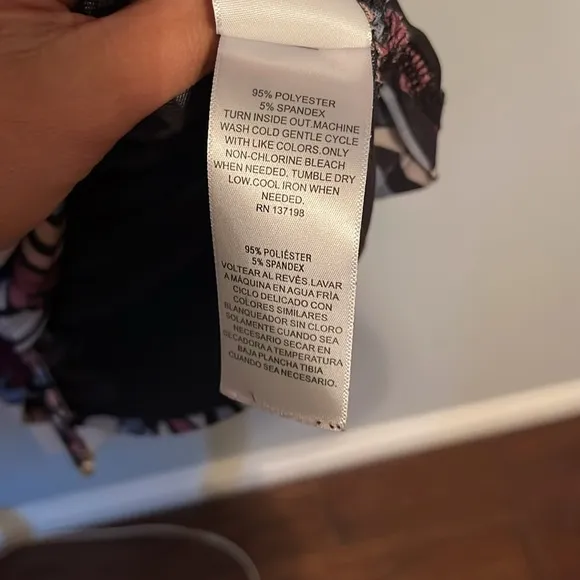 95% POLYESTER
5% SPANDEX
TURN INSIDE OUT.MACHINE
WASH COLD GENTLE CYCLE
WITH LIKE COLORS.ONLY
NON-CHLORINE BLEACH
WHEN NEEDED. TUMBLE DRY
LOW.COOL IRON WHEN
NEEDED.
RN 137198
95% POLIÉSTER
5% SPANDEX
VOLTEAR AL REVÉS.LAVAR
A MÁQUINA EN AGUA FRÍA
CICLO DELICADO CON
COLORES SIMILARES
BLANQUEADOR SIN CLORO
SOLAMENTE CUANDO SEA
NECESARIO SECAR EN
SECADORA A TEMPERATURA
BAJA PLANCHA TIBIA
CUANDO SEA NECESARIO.